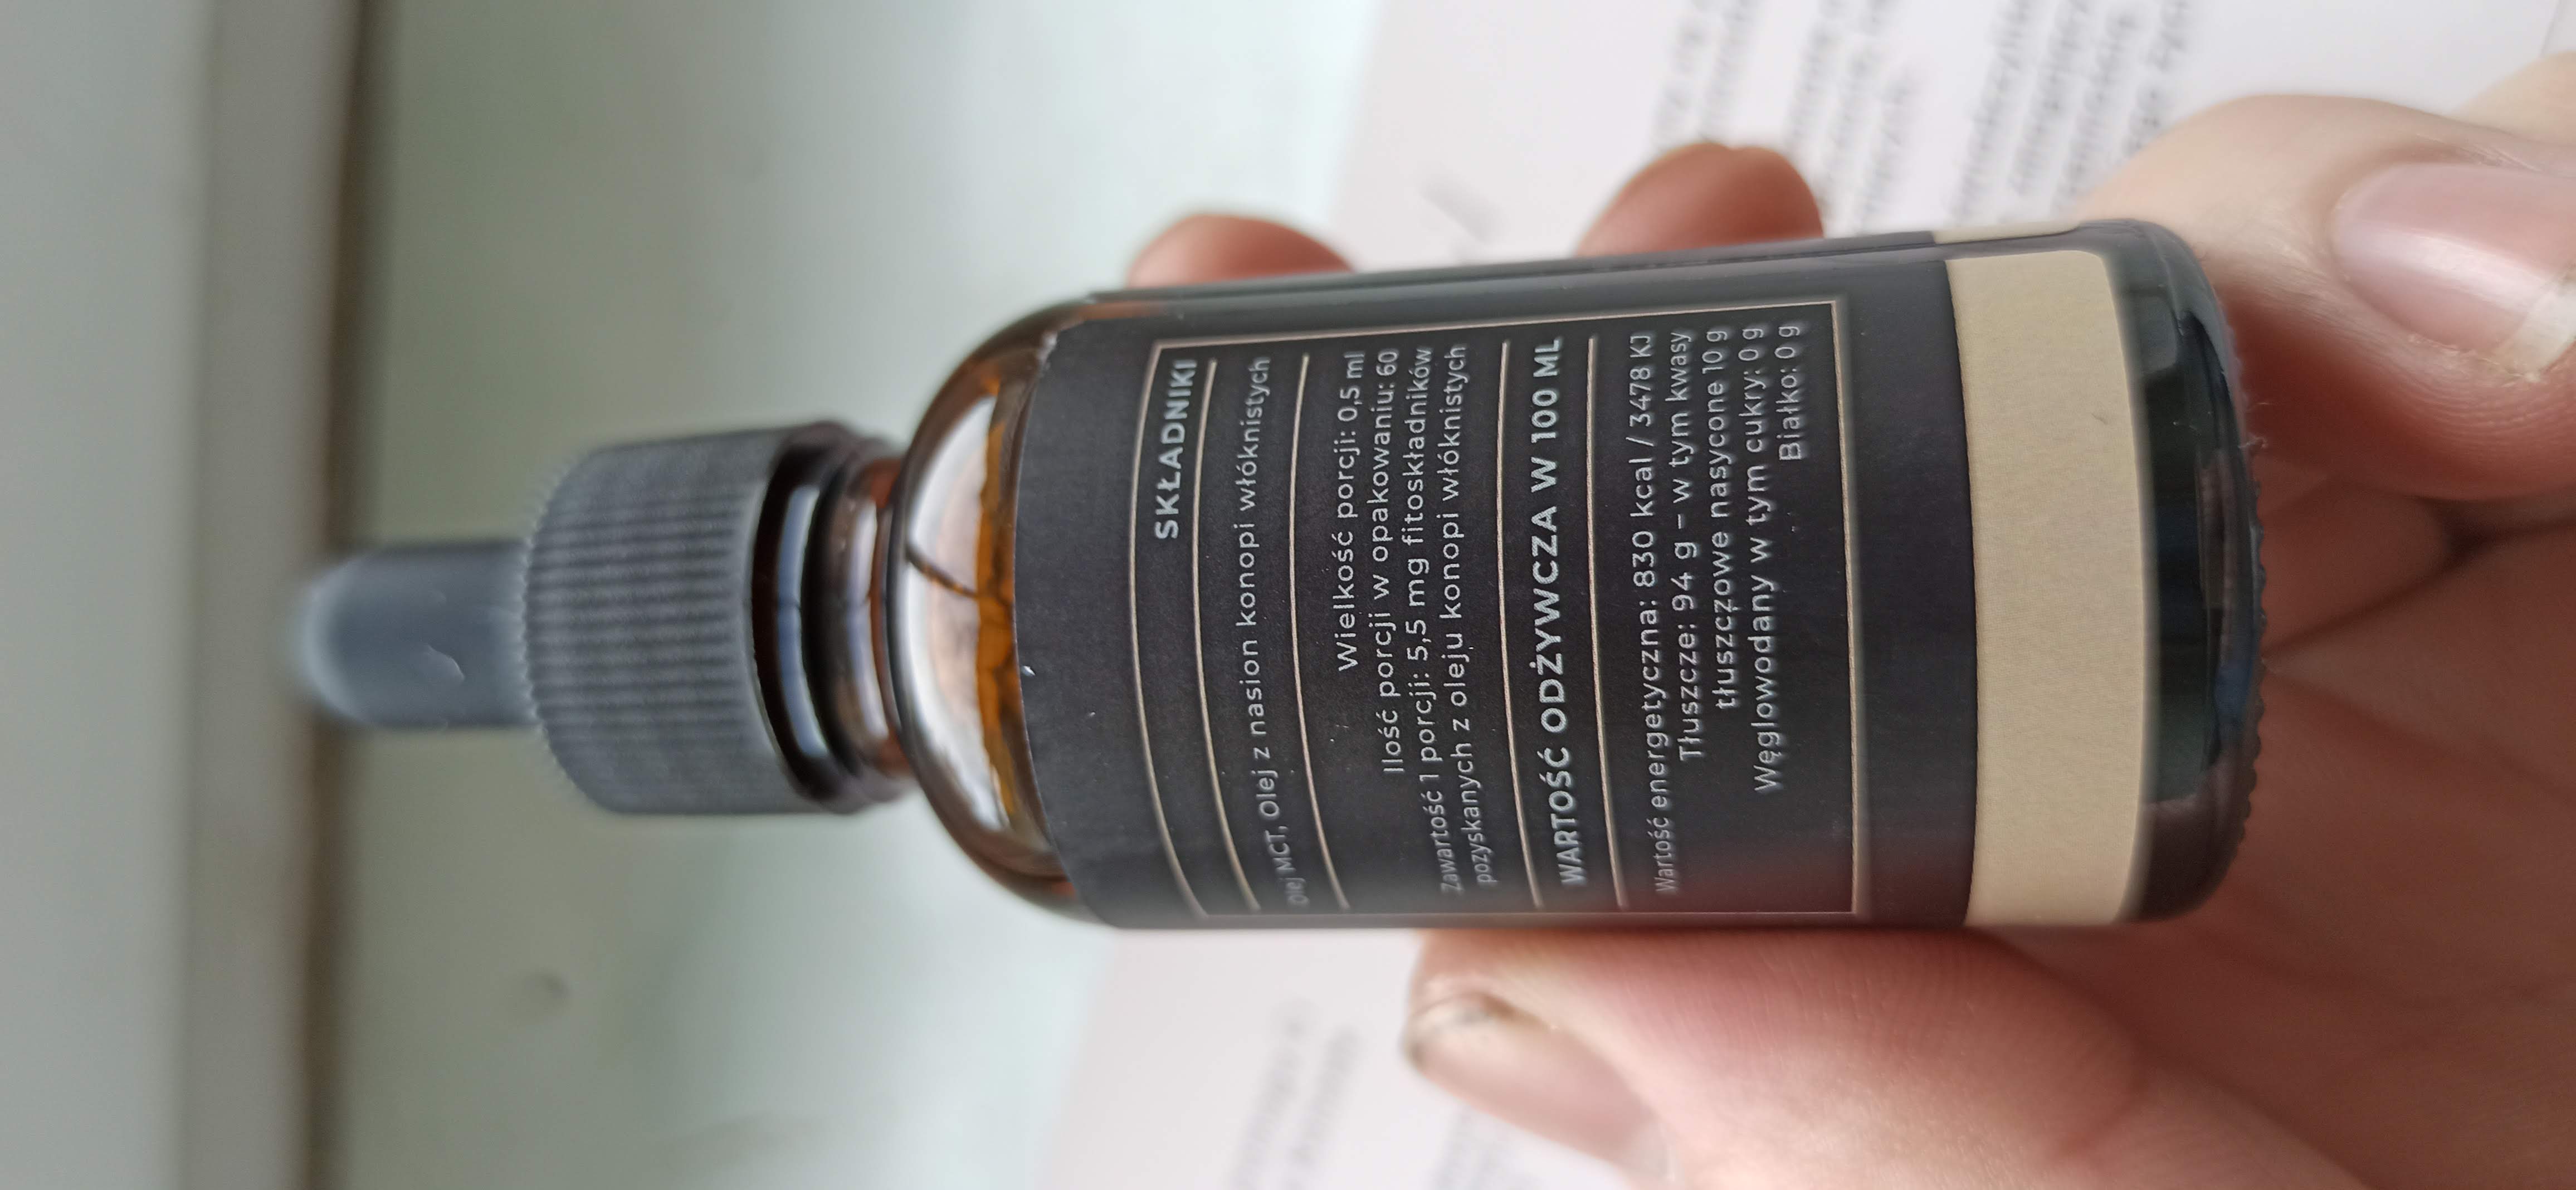 SKŁADNIKI
Olej MCT, Olej z nasion konopi włóknistych
Wielkość porcji: 0,5 ml
Ilość porcji w opakowaniu: 60
Zawartość 1 porcji: 5,5 mg fitoskładników
pozyskanych z oleju konopi włóknistych
WARTOŚĆ ODŻYWCZA W 100 ML
Wartość energetyczna: 830 kcal / 3478 KJ
Tłuszcze: 94 g – w tym kwasy
tłuszczowe nasycone 10 g
Węglowodany w tym cukry: 0 g
Białko: 0 g